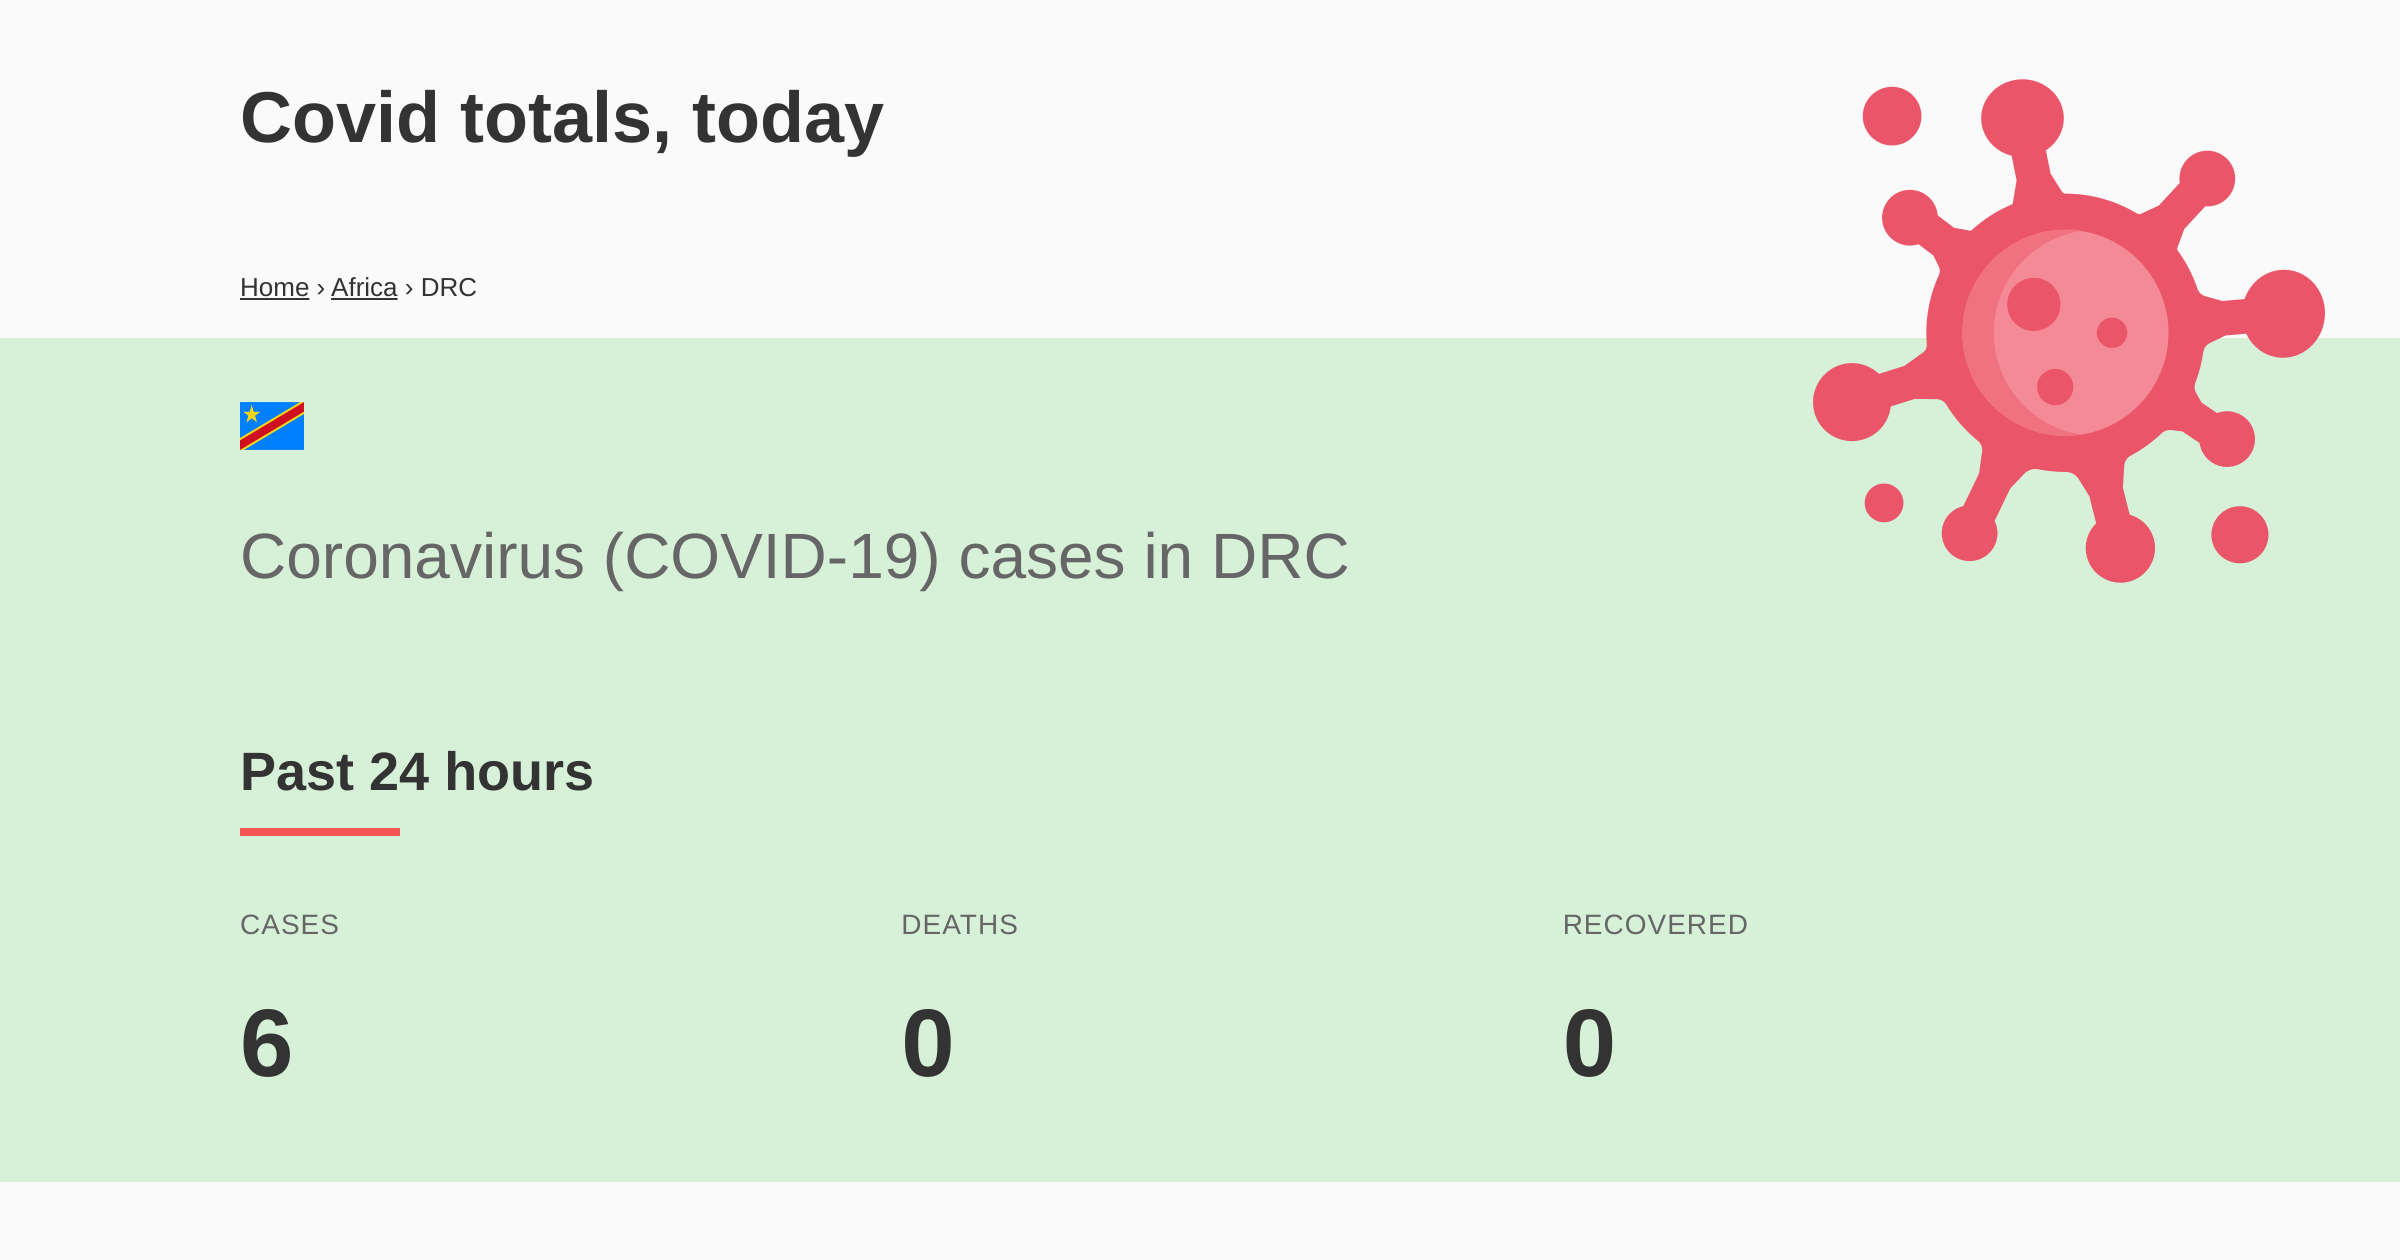 Covid totals, today
Home › Africa › DRC
Coronavirus (COVID-19) cases in DRC
Past 24 hours
CASES
DEATHS
RECOVERED
6
0
0